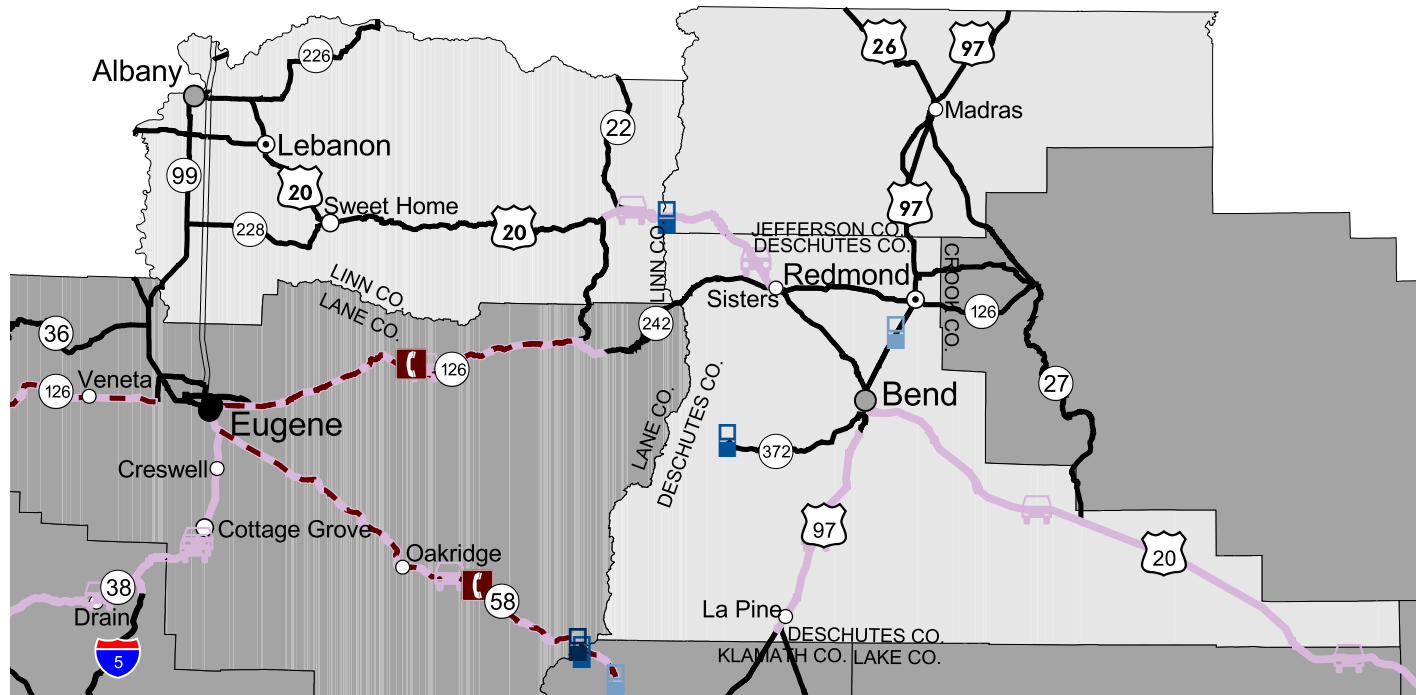 26
97
226
Albany
Madras
22
Lebanon
99
20
97
Sweet Home
228
20
JEFFERSON CO.
DESCHUTES CO.
LINN CO.
LINN CO.
LANE CO.
CROOK CO.
Redmond
Sisters
126
242
36
126
Veneta
126
27
Bend
Eugene
LANE CO.
DESCHUTES CO.
372
Creswell
97
Cottage Grove
20
Oakridge
38
58
Drain
La Pine
DESCHUTES CO.
KLAMATH CO. LAKE CO.
5